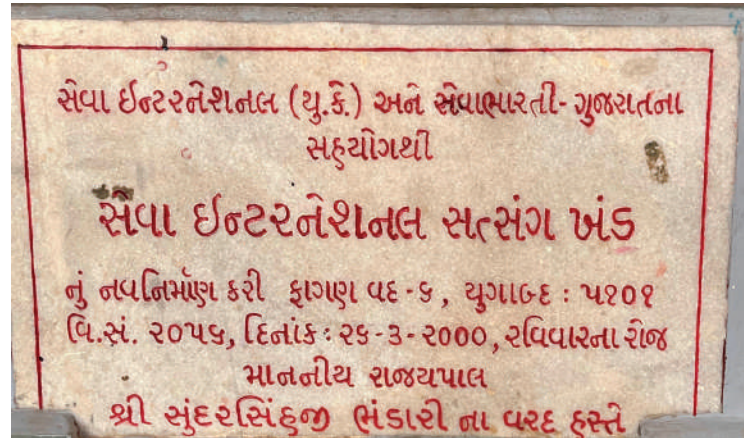 સેવા ઈન્ટરનેશનલ (યુ.કે.) અને સેવાભારતી- ગુજરાતના
સહયોગથી
સેવા ઈન્ટરનેશનલ સત્સંગ ખંડ
નું નવનિર્માણ કરી ફાગણ વદ -૬, યુગાબ્દ : ૫૧૦૧
વિ.સં. ૨૦૫૬, દિનાંક : ૨૬-૩-૨૦૦૦, રવિવારના રોજ
માનનીય રાજયપાલ
શ્રી સુંદરસિંહજી ભંડારી ના વરદ હસ્તે